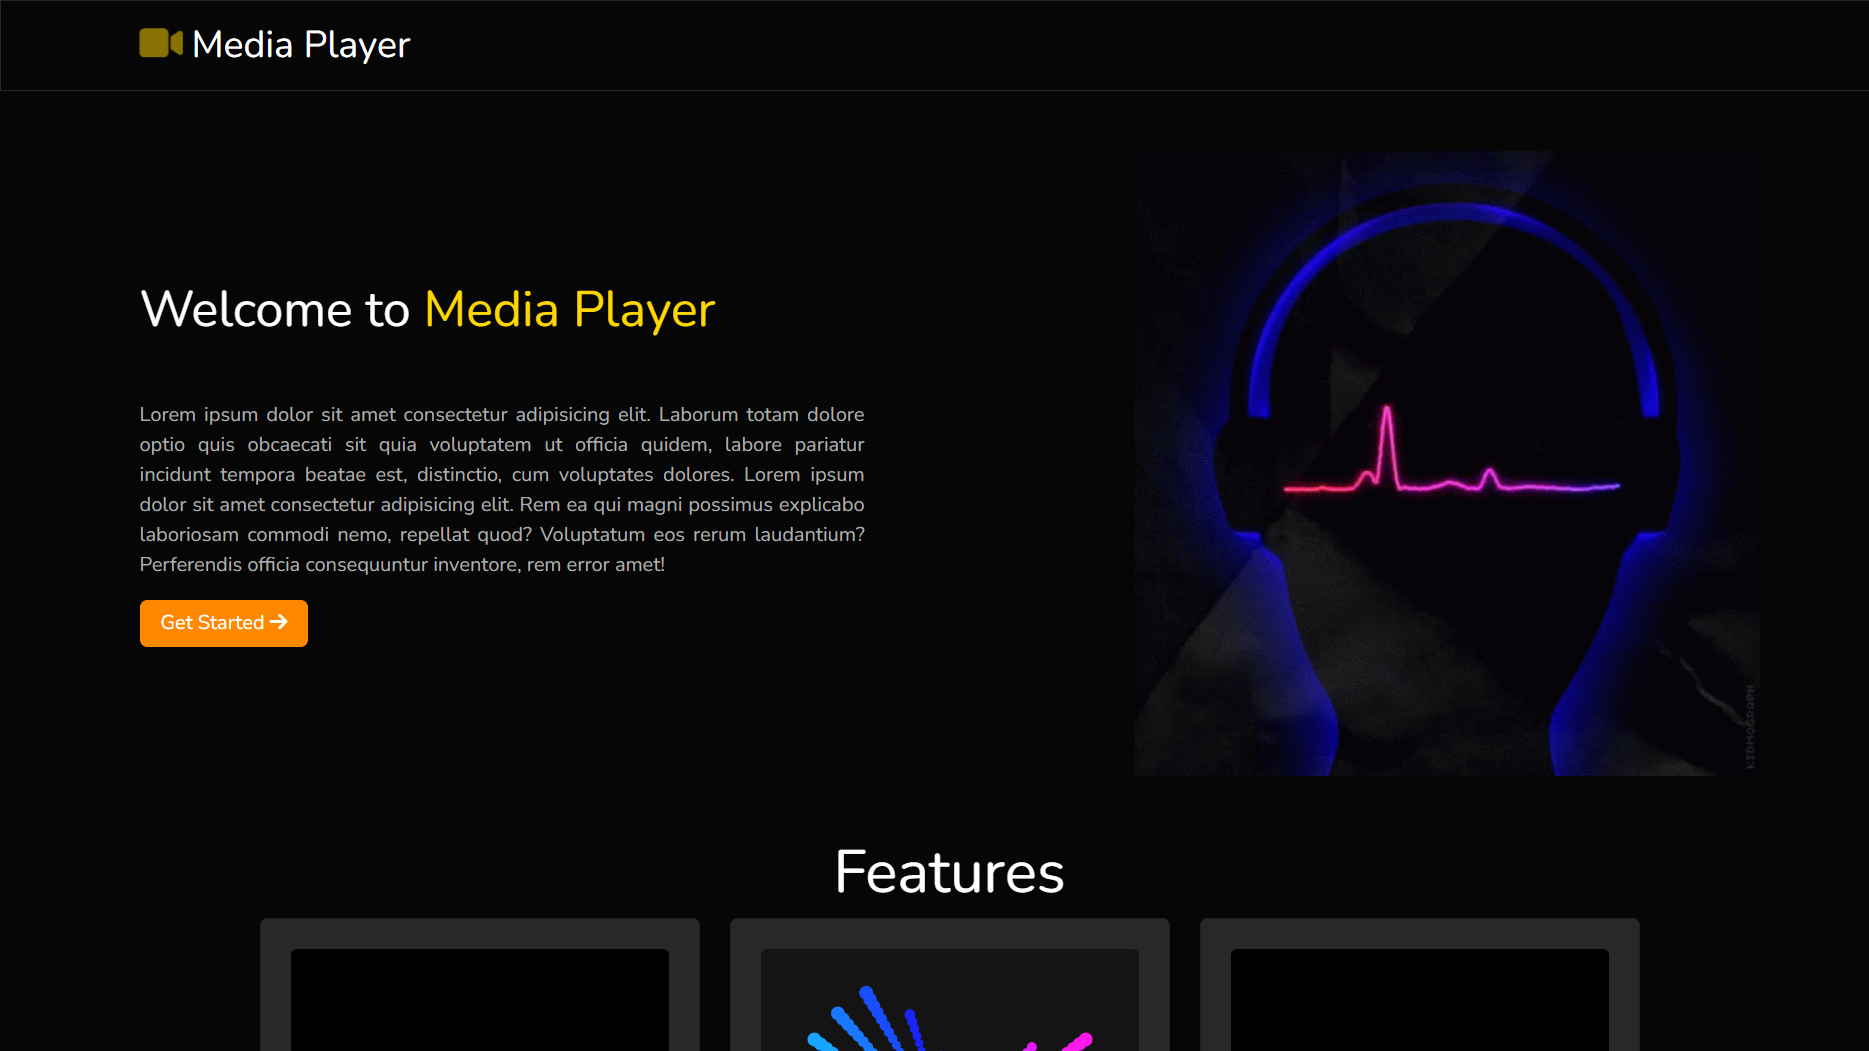 Media Player
Welcome to Media Player
Lorem ipsum dolor sit amet consectetur adipisicing elit. Laborum totam dolore
optio quis obcaecati sit quia voluptatem ut officia quidem, labore pariatur
incidunt tempora beatae est, distinctio, cum voluptates dolores. Lorem ipsum
dolor sit amet consectetur adipisicing elit. Rem ea qui magni possimus explicabo
laboriosam commodi nemo, repellat quod? Voluptatum eos rerum laudantium?
Perferendis officia consequuntur inventore, rem error amet!
Get Started
KIDMOGRAPH
Features